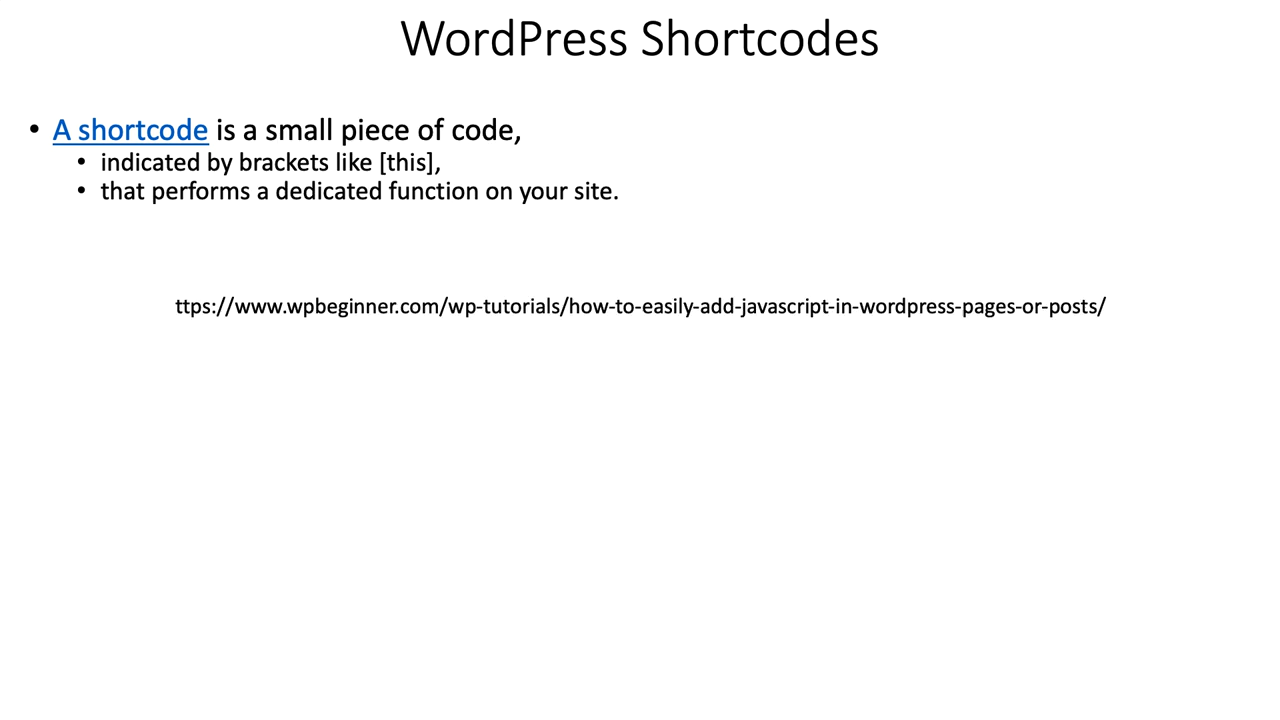 WordPress Shortcodes
• A shortcode is a small piece of code,
• indicated by brackets like [this],
• that performs a dedicated function on your site.
ttps://www.wpbeginner.com/wp-tutorials/how-to-easily-add-javascript-in-wordpress-pages-or-posts/